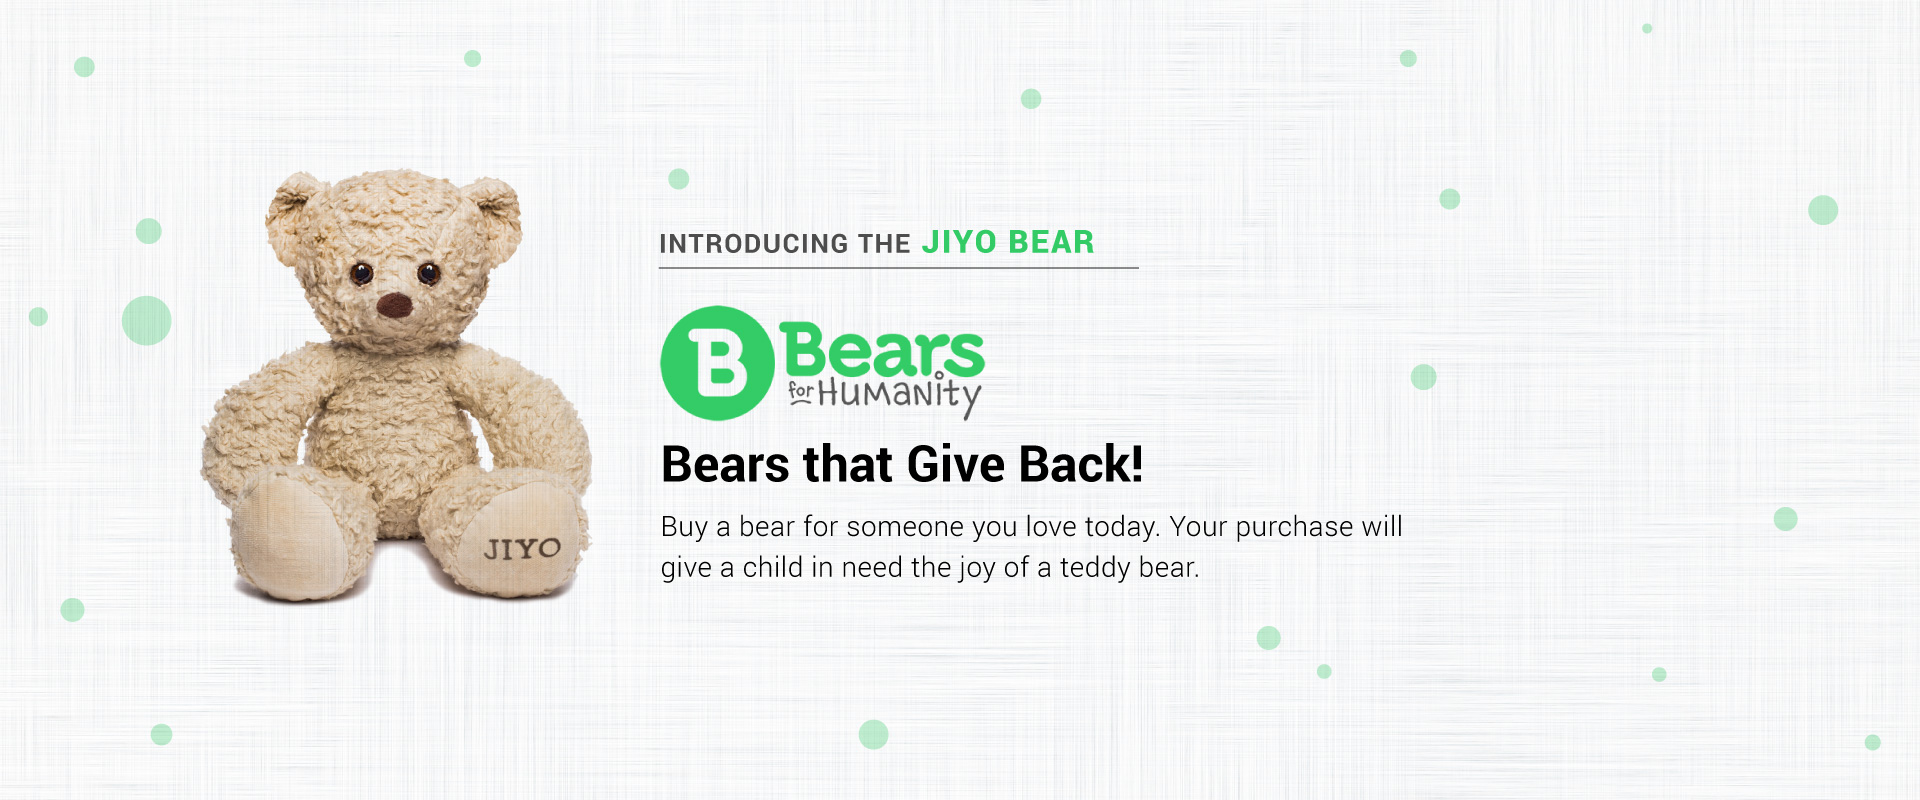 INTRODUCING THE JIYO BEAR
B Bears
for HUMANiTy
Bears that Give Back!
Buy a bear for someone you love today. Your purchase will
give a child in need the joy of a teddy bear.
JIYO